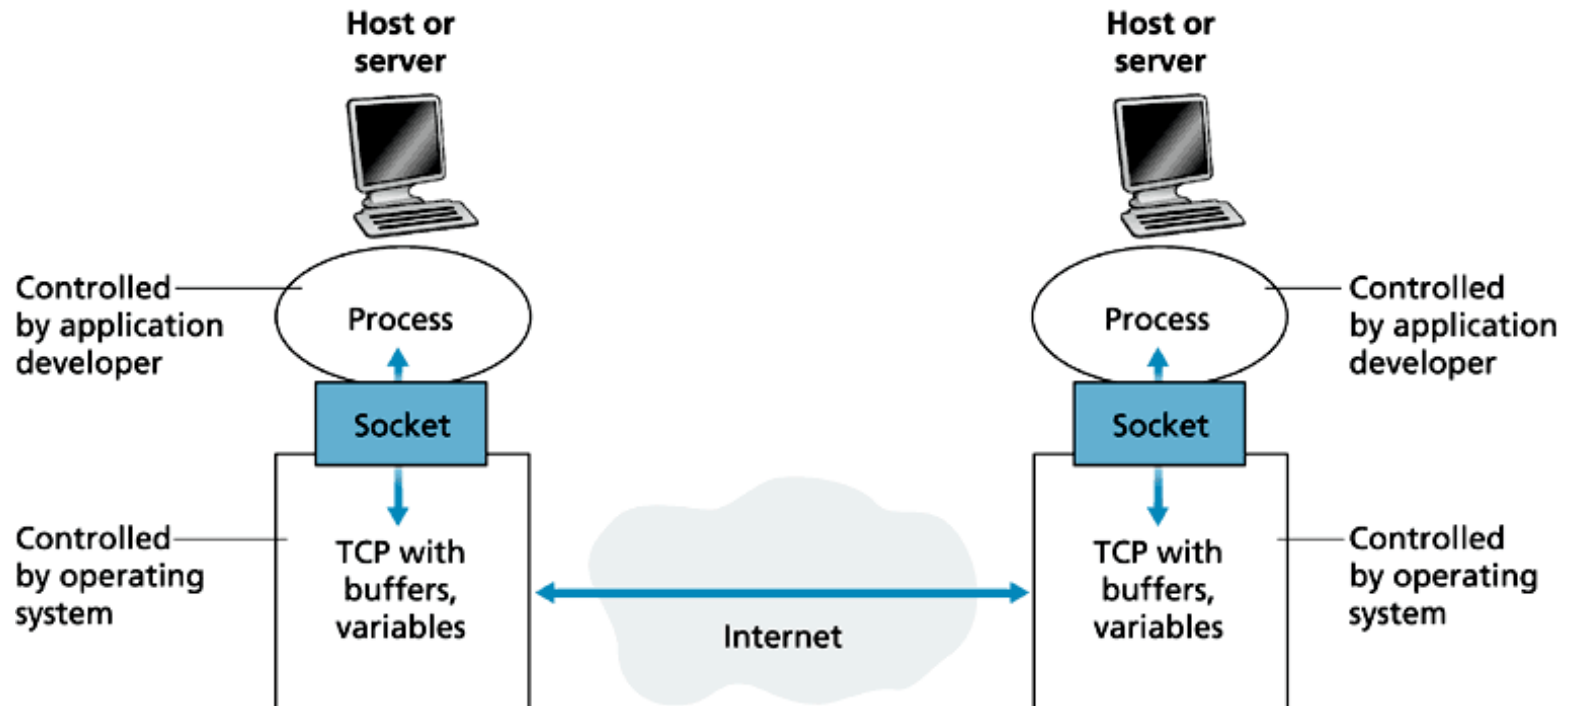 Host or
server
Host or
server
Controlled
by application
developer
Process
Process
Controlled
by application
developer
Socket
Socket
Controlled
by operating
system
TCP with
buffers,
variables
Internet
TCP with
buffers,
variables
Controlled
by operating
system